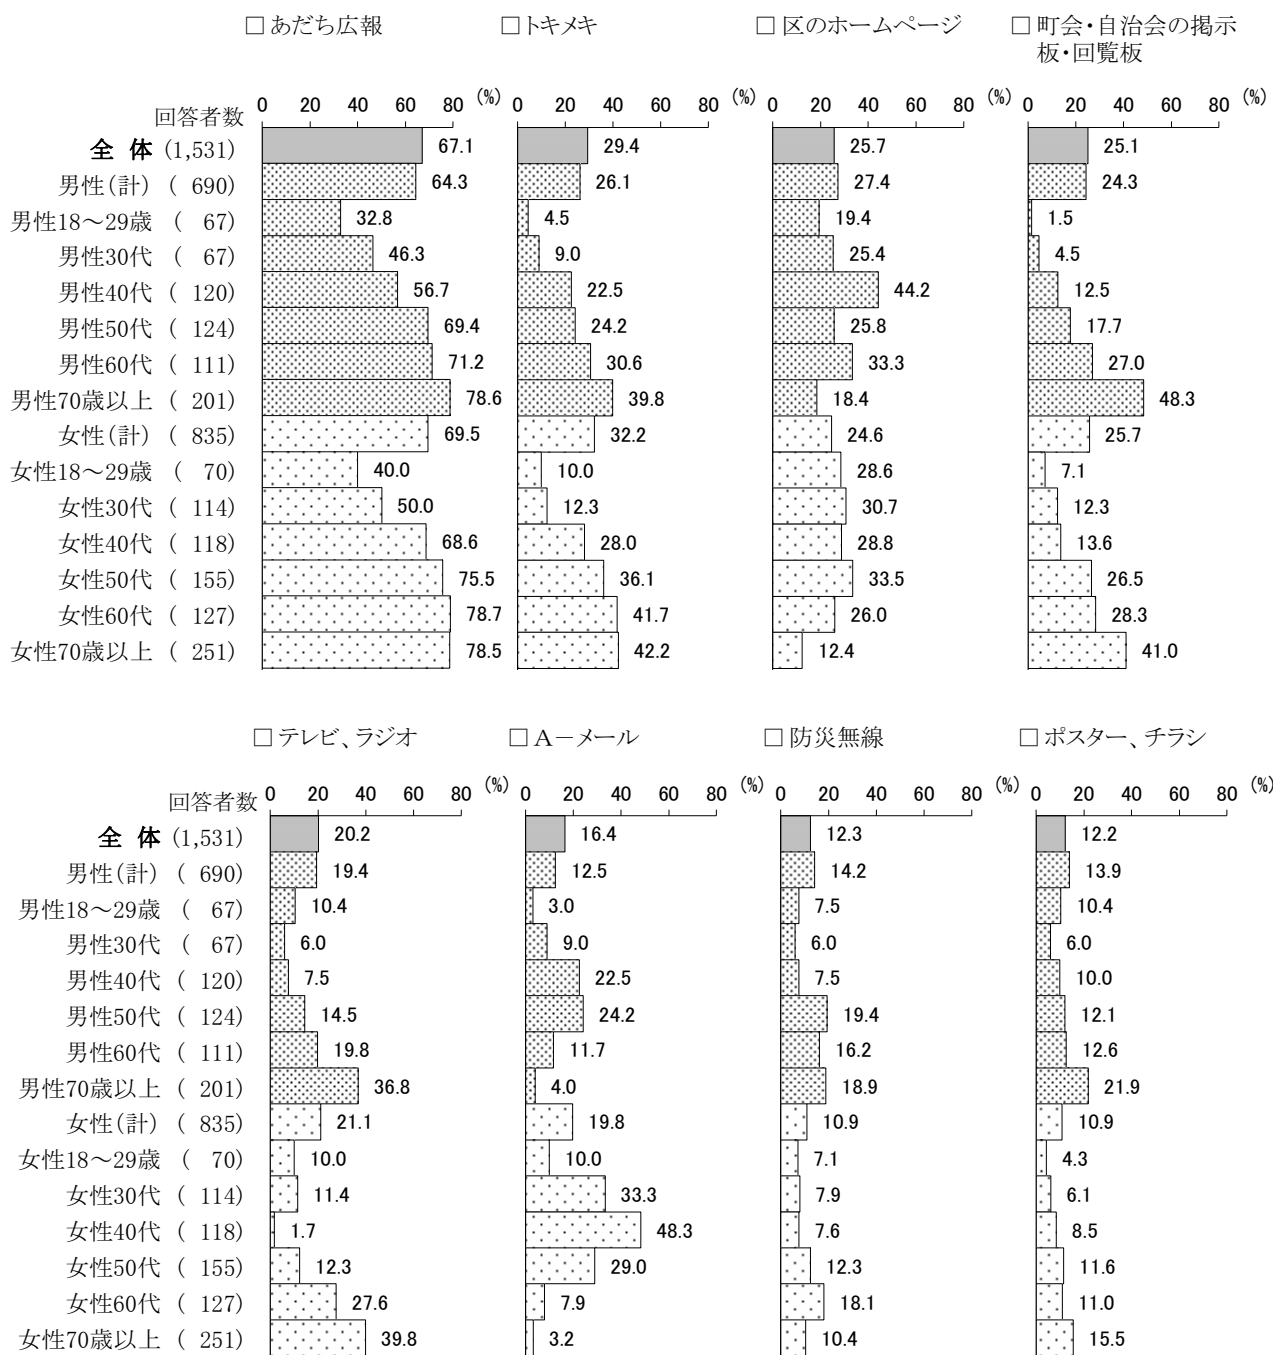 □ あだち広報 □ トキメキ □ 区のホームページ □ 町会・自治会の掲示
板・回覧板
回答者数 0 20 40 60 80 (%) 0 20 40 60 80 (%) 0 20 40 60 80 (%) 0 20 40 60 80 (%)
全 体 (1,531) 67.1 29.4 25.7 25.1
男性(計) ( 690) 64.3 26.1 27.4 24.3
男性18～29歳 ( 67) 32.8 4.5 19.4 1.5
男性30代 ( 67) 46.3 9.0 25.4 4.5
男性40代 ( 120) 56.7 22.5 44.2 12.5
男性50代 ( 124) 69.4 24.2 25.8 17.7
男性60代 ( 111) 71.2 30.6 33.3 27.0
男性70歳以上 ( 201) 78.6 39.8 18.4 48.3
女性(計) ( 835) 69.5 32.2 24.6 25.7
女性18～29歳 ( 70) 40.0 10.0 28.6 7.1
女性30代 ( 114) 50.0 12.3 30.7 12.3
女性40代 ( 118) 68.6 28.0 28.8 13.6
女性50代 ( 155) 75.5 36.1 33.5 26.5
女性60代 ( 127) 78.7 41.7 26.0 28.3
女性70歳以上 ( 251) 78.5 42.2 12.4 41.0
□ テレビ、ラジオ □ A－メール □ 防災無線 □ ポスター、チラシ
回答者数 0 20 40 60 80 (%) 0 20 40 60 80 (%) 0 20 40 60 80 (%) 0 20 40 60 80 (%)
全 体 (1,531) 20.2 16.4 12.3 12.2
男性(計) ( 690) 19.4 12.5 14.2 13.9
男性18～29歳 ( 67) 10.4 3.0 7.5 10.4
男性30代 ( 67) 6.0 9.0 6.0 6.0
男性40代 ( 120) 7.5 22.5 7.5 10.0
男性50代 ( 124) 14.5 24.2 19.4 12.1
男性60代 ( 111) 19.8 11.7 16.2 12.6
男性70歳以上 ( 201) 36.8 4.0 18.9 21.9
女性(計) ( 835) 21.1 19.8 10.9 10.9
女性18～29歳 ( 70) 10.0 10.0 7.1 4.3
女性30代 ( 114) 11.4 33.3 7.9 6.1
女性40代 ( 118) 1.7 48.3 7.6 8.5
女性50代 ( 155) 12.3 29.0 12.3 11.6
女性60代 ( 127) 27.6 7.9 18.1 11.0
女性70歳以上 ( 251) 39.8 3.2 10.4 15.5